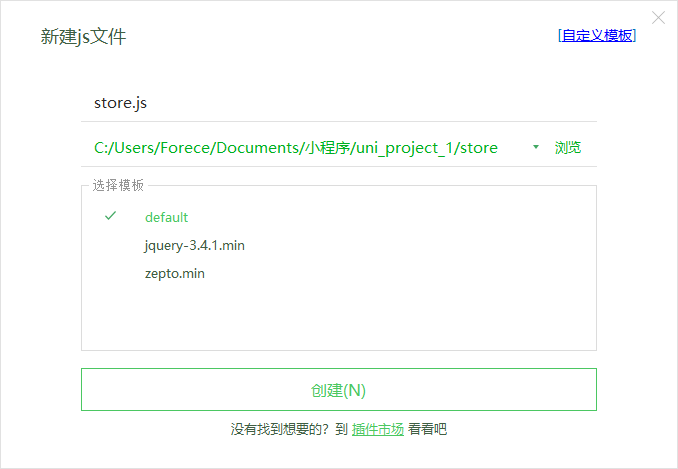 新建js文件 [自定义模板]
store.js
C:/Users/Forece/Documents/小程序/uni_project_1/store 浏览
选择模板
default
jquery-3.4.1.min
zepto.min
创建(N)
没有找到想要的？到 插件市场 看看吧